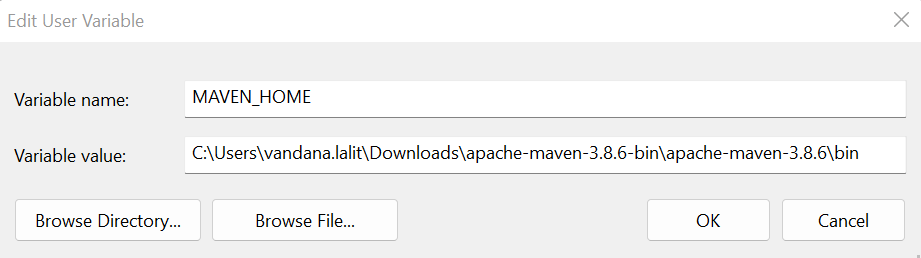 Edit User Variable
Variable name: MAVEN_HOME
Variable value: C:\Users\vandana.lalit\Downloads\apache-maven-3.8.6-bin\apache-maven-3.8.6\bin
Browse Directory... Browse File... OK Cancel